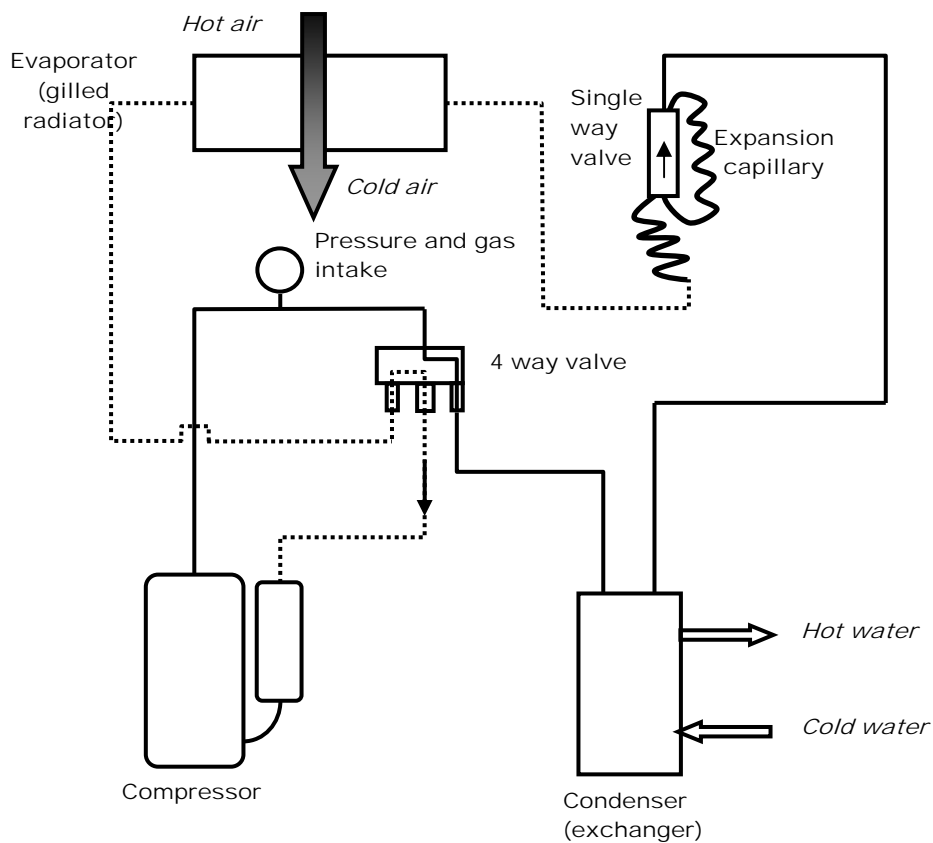 Hot air
Evaporator
(gilled
radiator)
Cold air
Single
way
valve
Expansion
capillary
Pressure and gas
intake
4 way valve
Hot water
Cold water
Compressor
Condenser
(exchanger)